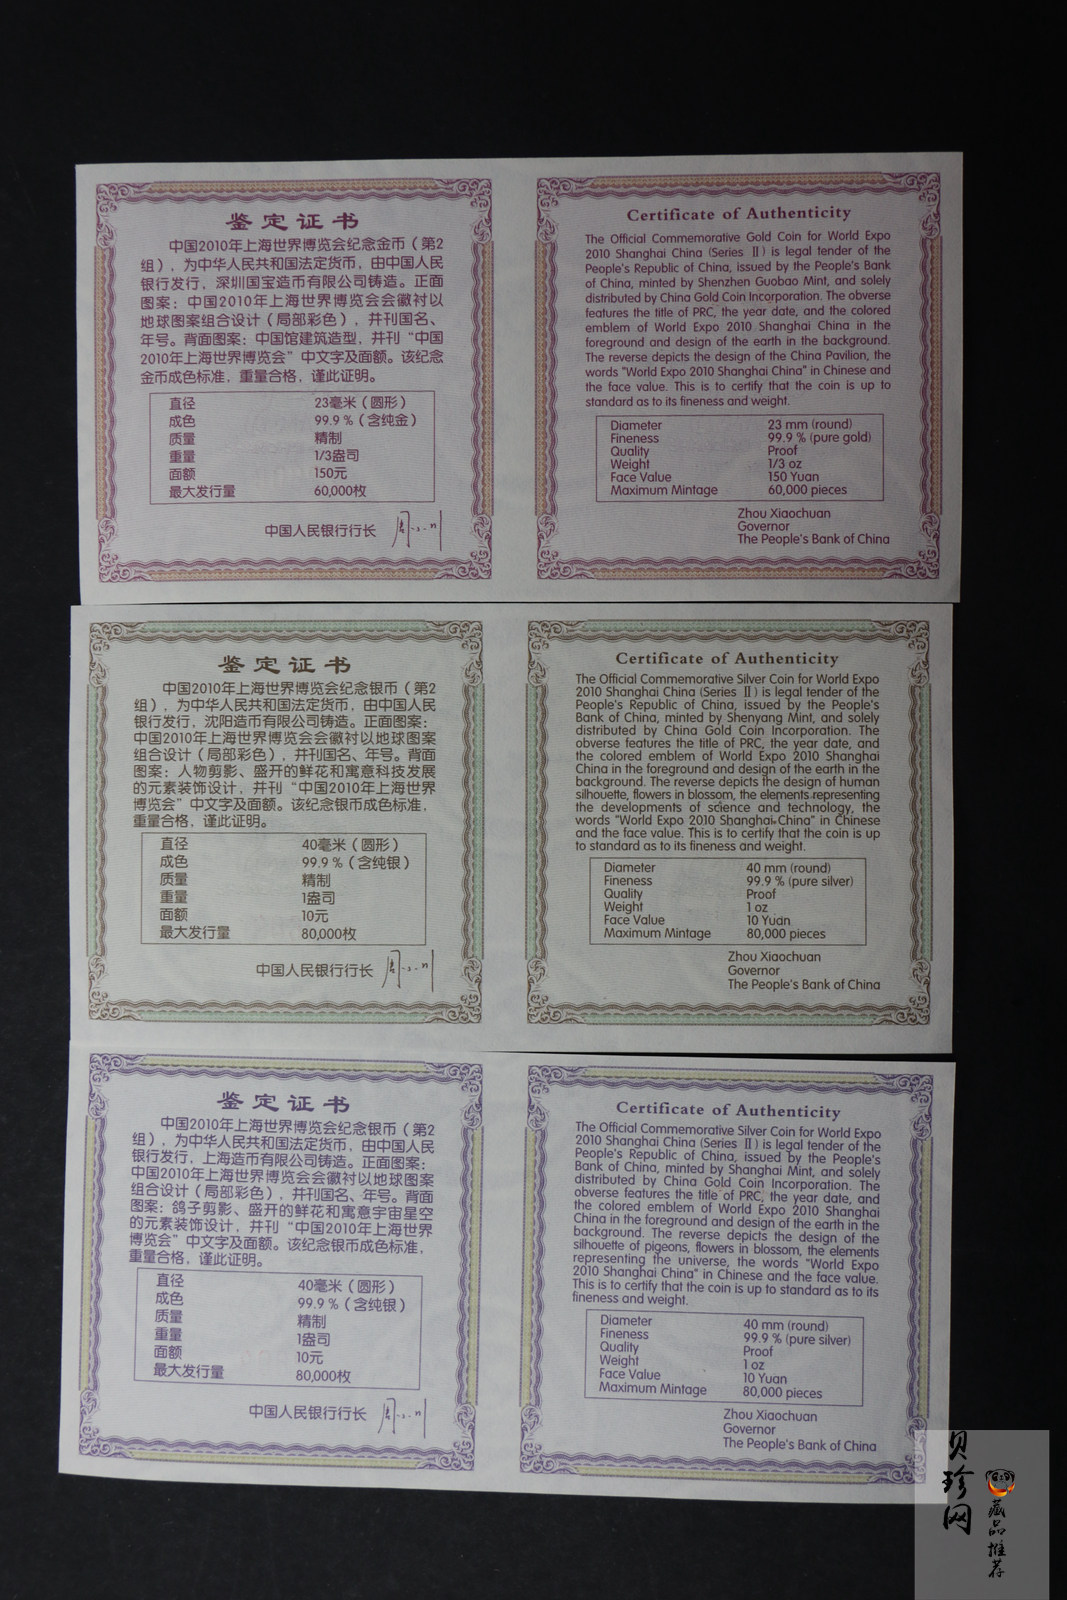 鉴定证书
中国2010年上海世界博览会纪念金币（第2
组），为中华人民共和国法定货币，由中国人民
银行发行，深圳国宝造币有限公司铸造。正面
图案：中国2010年上海世界博览会会徽衬以
地球图案组合设计（局部彩色），并刊国名、
年号。背面图案：中国馆建筑造型，并刊“中国
2010年上海世界博览会”中文字及面额。该纪念
金币成色标准，重量合格，谨此证明。
直径 23毫米（圆形）
成色 99.9％（含纯金）
质量 精制
重量 1/3盎司
面额 150元
最大发行量 60,000枚
中国人民银行行长
Certificate of Authenticity
The Official Commemorative Gold Coin for World Expo
2010 Shanghai China (Series Ⅱ) is legal tender of the
People's Republic of China, issued by the People's Bank
of China, minted by Shenzhen Guobao Mint, and solely
distributed by China Gold Coin Incorporation. The obverse
features the title of PRC, the year date, and the colored
emblem of World Expo 2010 Shanghai China in the
foreground and design of the earth in the background.
The reverse depicts the design of the China Pavilion, the
words "World Expo 2010 Shanghai China" in Chinese and
the face value. This is to certify that the coin is up to
standard as to its fineness and weight.
Diameter 23 mm (round)
Fineness 99.9 % (pure gold)
Quality Proof
Weight 1/3 oz
Face Value 150 Yuan
Maximum Mintage 60,000 pieces
Zhou Xiaochuan
Governor
The People's Bank of China
鉴定证书
中国2010年上海世界博览会纪念银币（第2
组），为中华人民共和国法定货币，由中国人民
银行发行，沈阳造币有限公司铸造。正面图案：
中国2010年上海世界博览会会徽衬以地球图案
组合设计（局部彩色），并刊国名、年号。背面
图案：人物剪影、盛开的鲜花和寓意科技发展
的元素装饰设计，并刊“中国2010年上海世界
博览会”中文字及面额。该纪念银币成色标准，
重量合格，谨此证明。
直径 40毫米（圆形）
成色 99.9％（含纯银）
质量 精制
重量 1盎司
面额 10元
最大发行量 80,000枚
中国人民银行行长
Certificate of Authenticity
The Official Commemorative Silver Coin for World Expo
2010 Shanghai China (Series Ⅱ) is legal tender of the
People's Republic of China, issued by the People's
Bank of China, minted by Shenyang Mint, and solely
distributed by China Gold Coin Incorporation. The
obverse features the title of PRC, the year date, and
the colored emblem of World Expo 2010 Shanghai
China in the foreground and design of the earth in the
background. The reverse depicts the design of human
silhouette, flowers in blossom, the elements representing
the developments of science and technology, the
words "World Expo 2010 Shanghai China" in Chinese
and the face value. This is to certify that the coin is up
to standard as to its fineness and weight.
Diameter 40 mm (round)
Fineness 99.9 % (pure silver)
Quality Proof
Weight 1 oz
Face Value 10 Yuan
Maximum Mintage 80,000 pieces
Zhou Xiaochuan
Governor
The People's Bank of China
鉴定证书
中国2010年上海世界博览会纪念银币（第2
组），为中华人民共和国法定货币，由中国人民
银行发行，上海造币有限公司铸造。正面图案：
中国2010年上海世界博览会会徽衬以地球图案
组合设计（局部彩色），并刊国名、年号。背面
图案：鸽子剪影、盛开的鲜花和寓意宇宙星空
的元素装饰设计，并刊“中国2010年上海世界
博览会”中文字及面额。该纪念银币成色标准，
重量合格，谨此证明。
直径 40毫米（圆形）
成色 99.9％（含纯银）
质量 精制
重量 1盎司
面额 10元
最大发行量 80,000枚
中国人民银行行长
Certificate of Authenticity
The Official Commemorative Silver Coin for World Expo
2010 Shanghai China (Series Ⅱ) is legal tender of the
People's Republic of China, issued by the People's
Bank of China, minted by Shanghai Mint, and solely
distributed by China Gold Coin Incorporation. The
obverse features the title of PRC, the year date, and
the colored emblem of World Expo 2010 Shanghai
China in the foreground and design of the earth in the
background. The reverse depicts the design of the
silhouette of pigeons, flowers in blossom, the elements
representing the universe, the words "World Expo
2010 Shanghai China" in Chinese and the face value.
This is to certify that the coin is up to standard as to its
fineness and weight.
Diameter 40 mm (round)
Fineness 99.9 % (pure silver)
Quality Proof
Weight 1 oz
Face Value 10 Yuan
Maximum Mintage 80,000 pieces
Zhou Xiaochuan
Governor
The People's Bank of China
贝珍网
藏品推荐